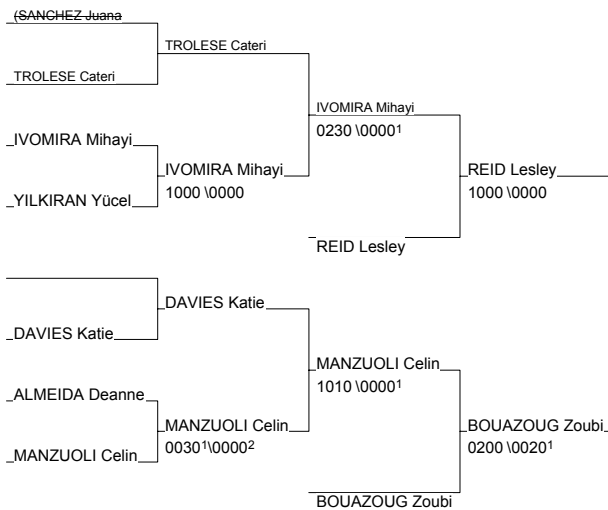 (SANCHEZ Juana
TROLESE Cateri
TROLESE Cateri
IVOMIRA Mihayi
0230 \0000¹
IVOMIRA Mihayi
IVOMIRA Mihayi
1000 \0000
REID Lesley
1000 \0000
YILKIRAN Yücel
REID Lesley
DAVIES Katie
DAVIES Katie
MANZUOLI Celin
1010 \0000¹
ALMEIDA Deanne
MANZUOLI Celin
0030¹\0000²
BOUAZOUG Zoubi
0200 \0020¹
MANZUOLI Celin
BOUAZOUG Zoubi